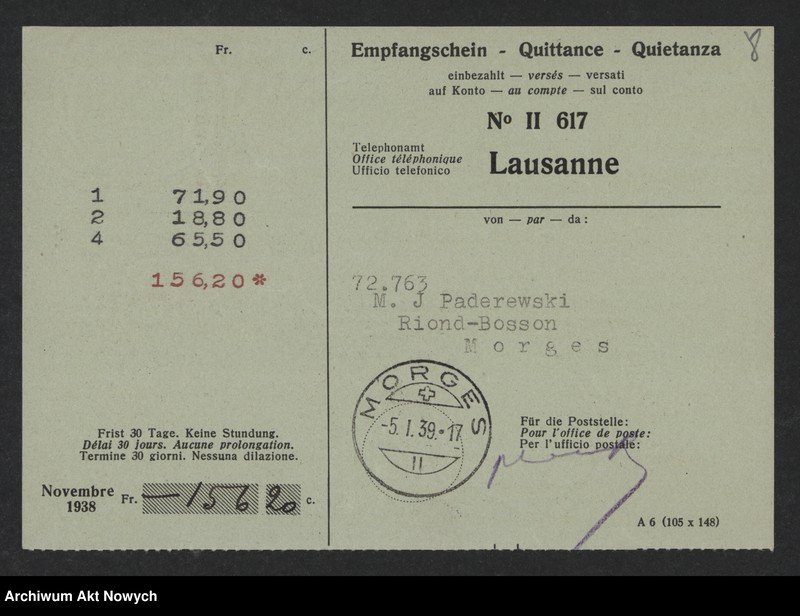 Fr. c.
1 71,90
2 18,80
4 65,50
156,20*
Frist 30 Tage. Keine Stundung.
Délai 30 jours. Aucune prolongation.
Termine 30 giorni. Nessuna dilazione.
Novembre
1938
Fr. —156 20 c.
8
Empfangschein - Quittance - Quietanza
einbezahlt — versés — versati
auf Konto — au compte — sul conto
No II 617
Telephonamt
Office téléphonique
Ufficio telefonico
Lausanne
von — par — da :
72.763
M. J Paderewski
Riond-Bosson
Morges
MORGES
-5. I. 39.-17
II
Für die Poststelle:
Pour l'office de poste:
Per l'ufficio postale:
A 6 (105 x 148)
Archiwum Akt Nowych